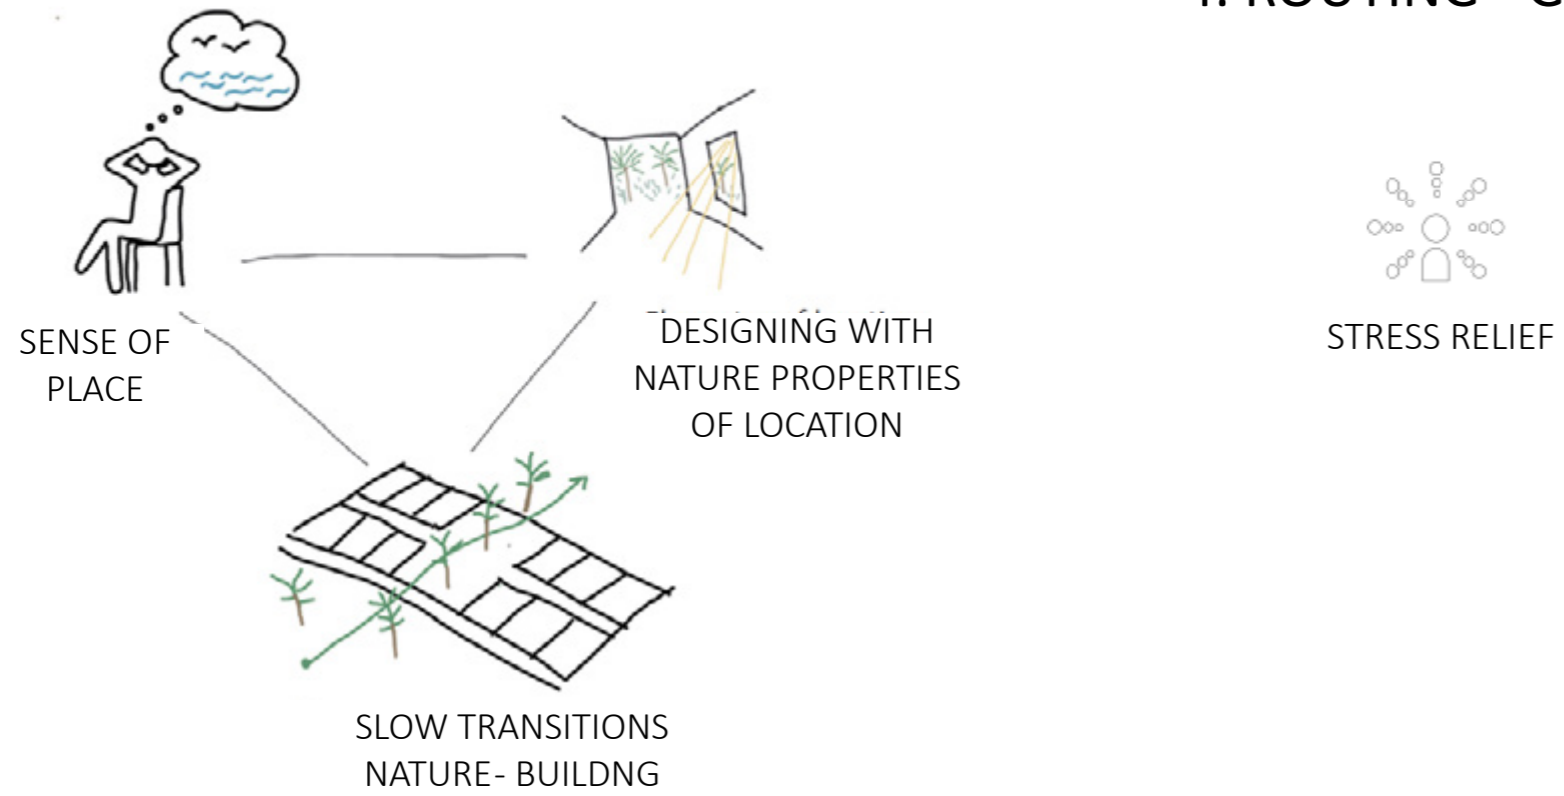 SENSE OF
PLACE
DESIGNING WITH
NATURE PROPERTIES
OF LOCATION
STRESS RELIEF
SLOW TRANSITIONS
NATURE- BUILDNG